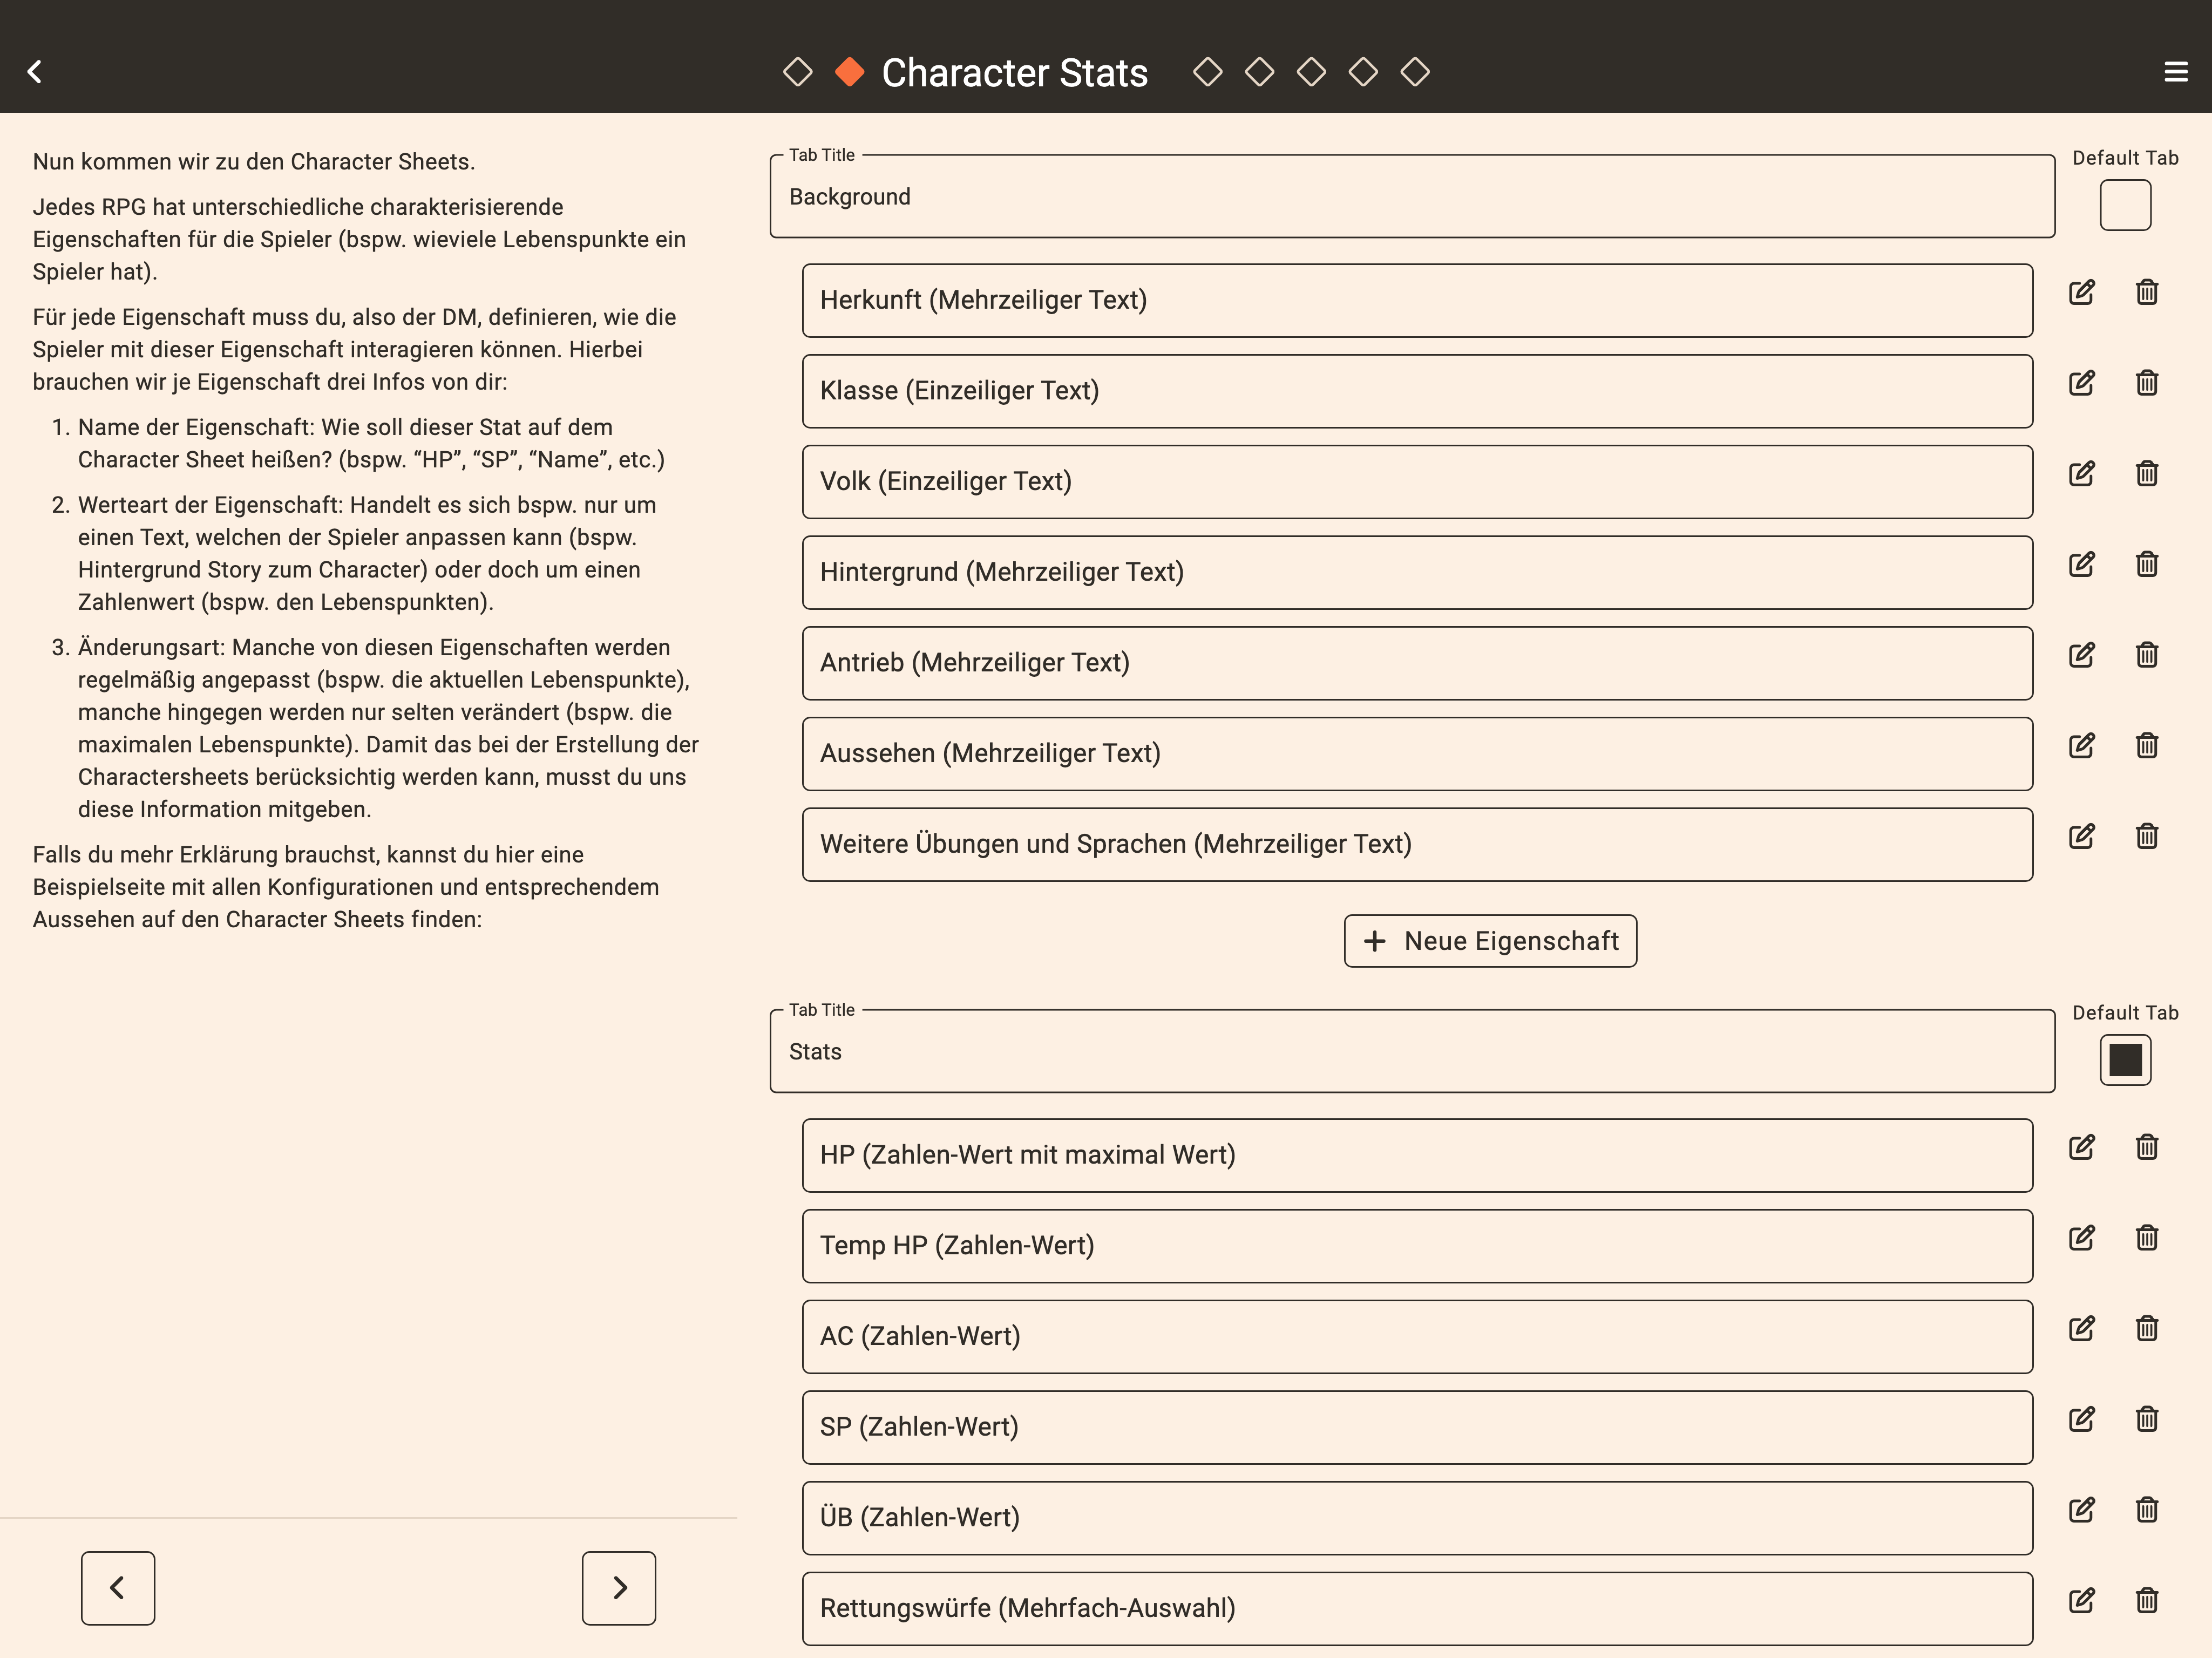 Character Stats
Nun kommen wir zu den Character Sheets.
Jedes RPG hat unterschiedliche charakterisierende
Eigenschaften für die Spieler (bspw. wieviele Lebenspunkte ein
Spieler hat).
Für jede Eigenschaft muss du, also der DM, definieren, wie die
Spieler mit dieser Eigenschaft interagieren können. Hierbei
brauchen wir je Eigenschaft drei Infos von dir:
1. Name der Eigenschaft: Wie soll dieser Stat auf dem
Character Sheet heißen? (bspw. “HP”, “SP”, “Name”, etc.)
2. Werteart der Eigenschaft: Handelt es sich bspw. nur um
einen Text, welchen der Spieler anpassen kann (bspw.
Hintergrund Story zum Character) oder doch um einen
Zahlenwert (bspw. den Lebenspunkten).
3. Änderungsart: Manche von diesen Eigenschaften werden
regelmäßig angepasst (bspw. die aktuellen Lebenspunkte),
manche hingegen werden nur selten verändert (bspw. die
maximalen Lebenspunkte). Damit das bei der Erstellung der
Charactersheets berücksichtig werden kann, musst du uns
diese Information mitgeben.
Falls du mehr Erklärung brauchst, kannst du hier eine
Beispielseite mit allen Konfigurationen und entsprechendem
Aussehen auf den Character Sheets finden:
Tab Title
Background
Default Tab
Herkunft (Mehrzeiliger Text)
Klasse (Einzeiliger Text)
Volk (Einzeiliger Text)
Hintergrund (Mehrzeiliger Text)
Antrieb (Mehrzeiliger Text)
Aussehen (Mehrzeiliger Text)
Weitere Übungen und Sprachen (Mehrzeiliger Text)
+ Neue Eigenschaft
Tab Title
Stats
Default Tab
HP (Zahlen-Wert mit maximal Wert)
Temp HP (Zahlen-Wert)
AC (Zahlen-Wert)
SP (Zahlen-Wert)
ÜB (Zahlen-Wert)
Rettungswürfe (Mehrfach-Auswahl)